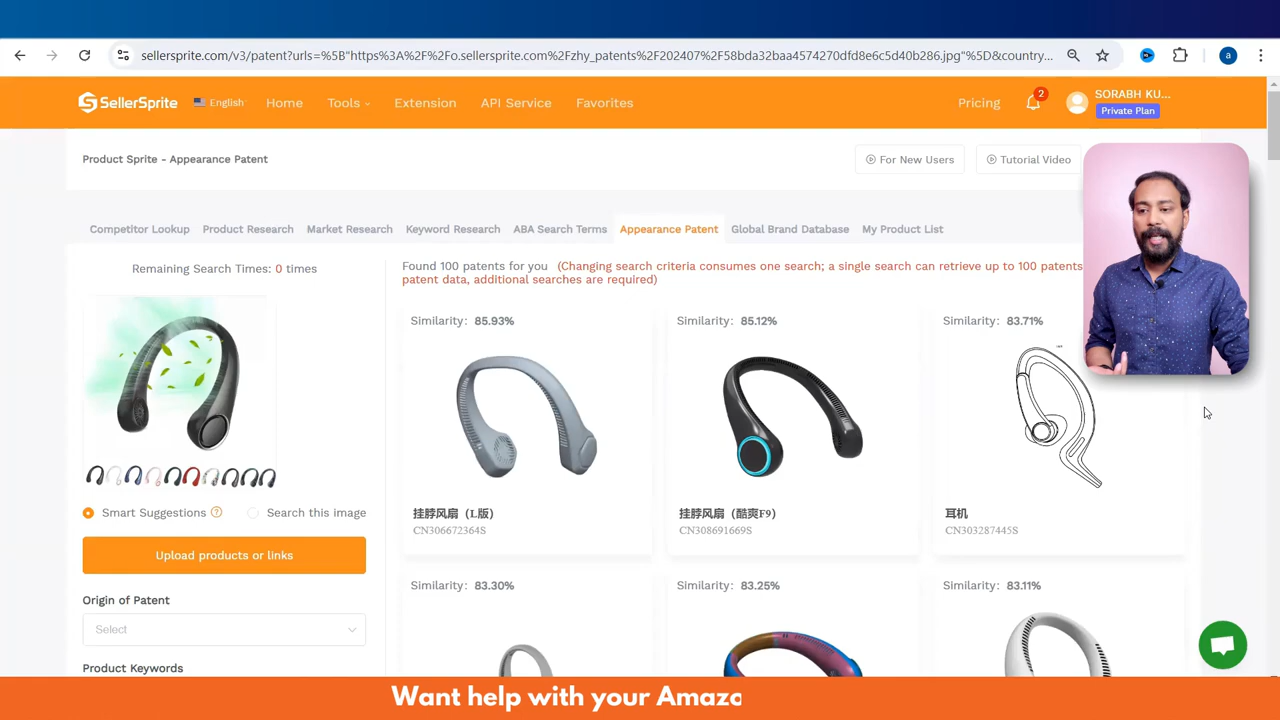 sellersprite.com/v3/patent?urls=%5B"https%3A%2F%2Fo.sellersprite.com%2Fzhy_patents%2F202407%2F58bda32baa4574270dfd8e6c5d40b286.jpg"%5D&country...
a
SellerSprite
English
Home
Tools
Extension
API Service
Favorites
Pricing
2
SORABH KU...
Private Plan
Product Sprite - Appearance Patent
For New Users
Tutorial Video
Competitor Lookup
Product Research
Market Research
Keyword Research
ABA Search Terms
Appearance Patent
Global Brand Database
My Product List
Remaining Search Times: 0 times
Found 100 patents for you (Changing search criteria consumes one search; a single search can retrieve up to 100 patents
patent data, additional searches are required)
Similarity: 85.93%
Similarity: 85.12%
Similarity: 83.71%
挂脖风扇（L版）
CN306672364S
挂脖风扇（酷爽F9）
CN308691669S
耳机
CN303287445S
Smart Suggestions
Search this image
Upload products or links
Origin of Patent
Select
Product Keywords
Similarity: 83.30%
Similarity: 83.25%
Similarity: 83.11%
Want help with your Amazo